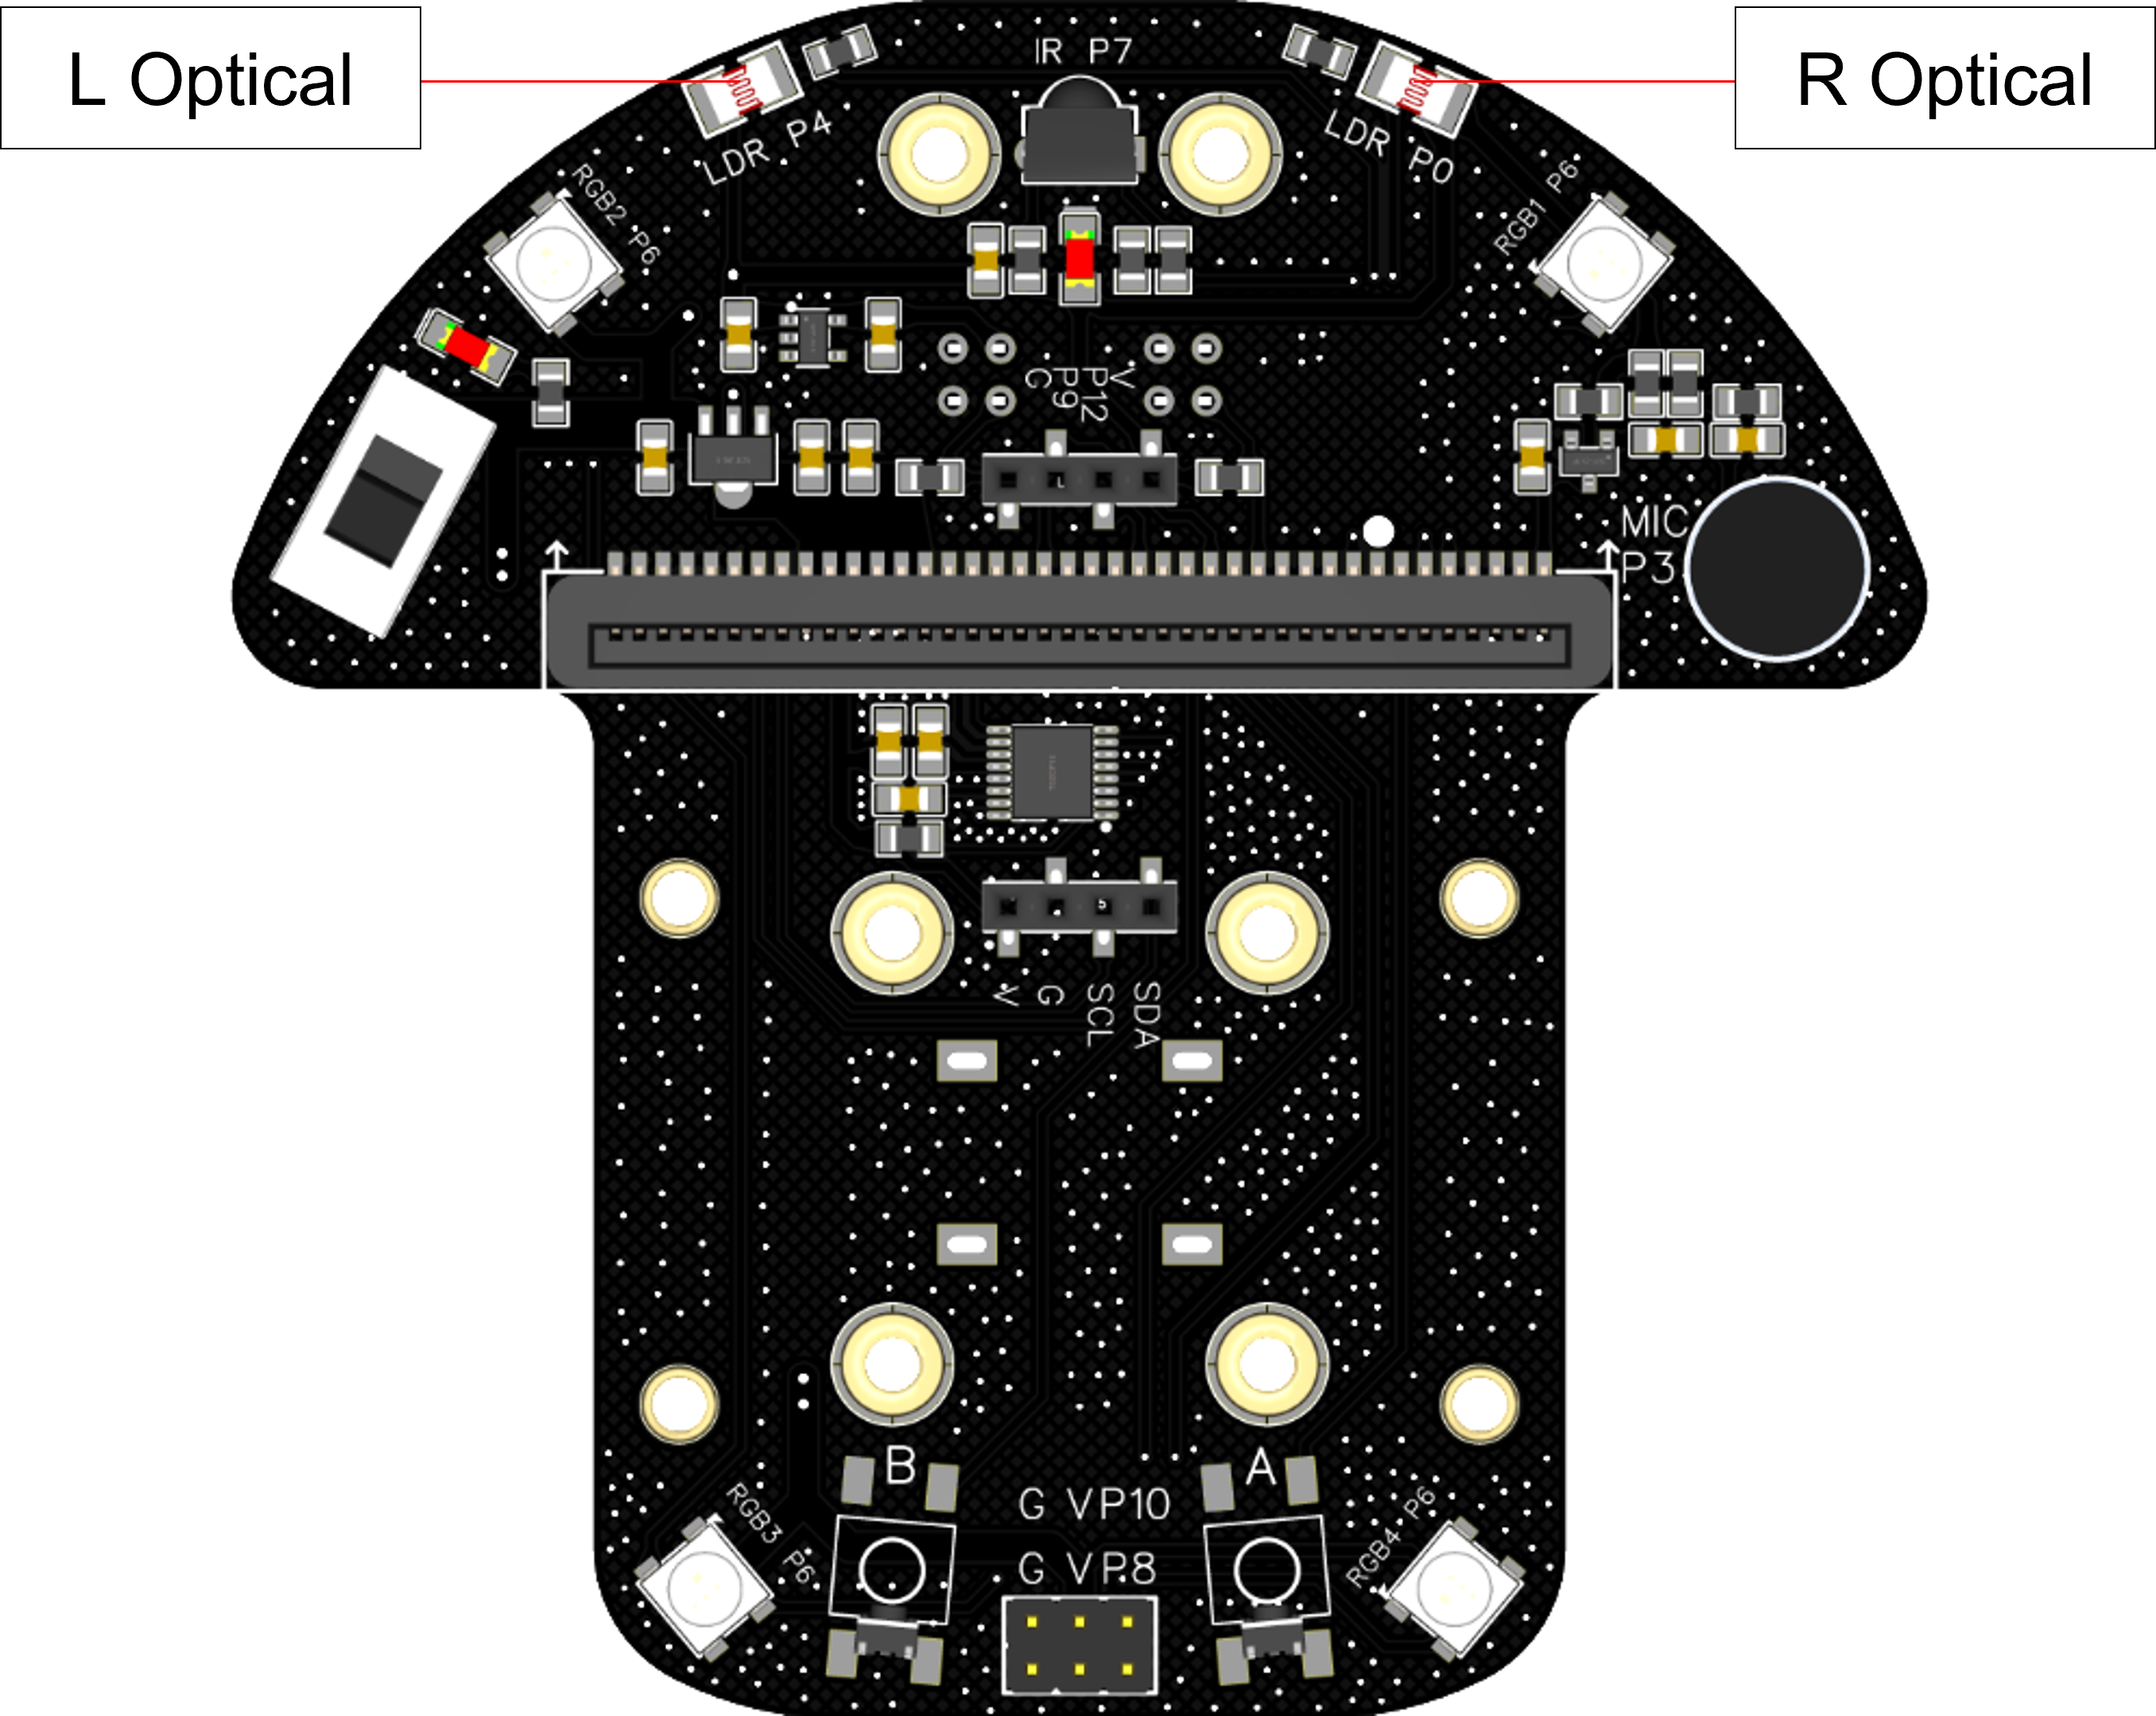 L Optical
R Optical
IR P7
LDR P4
LDR P0
RGB2 P6
RGB1 P6
G
P9
P12
V
MIC
P3
V
G
SCL
SDA
B
A
G VP10
G VP8
RGB3 P6
RGB4 P6